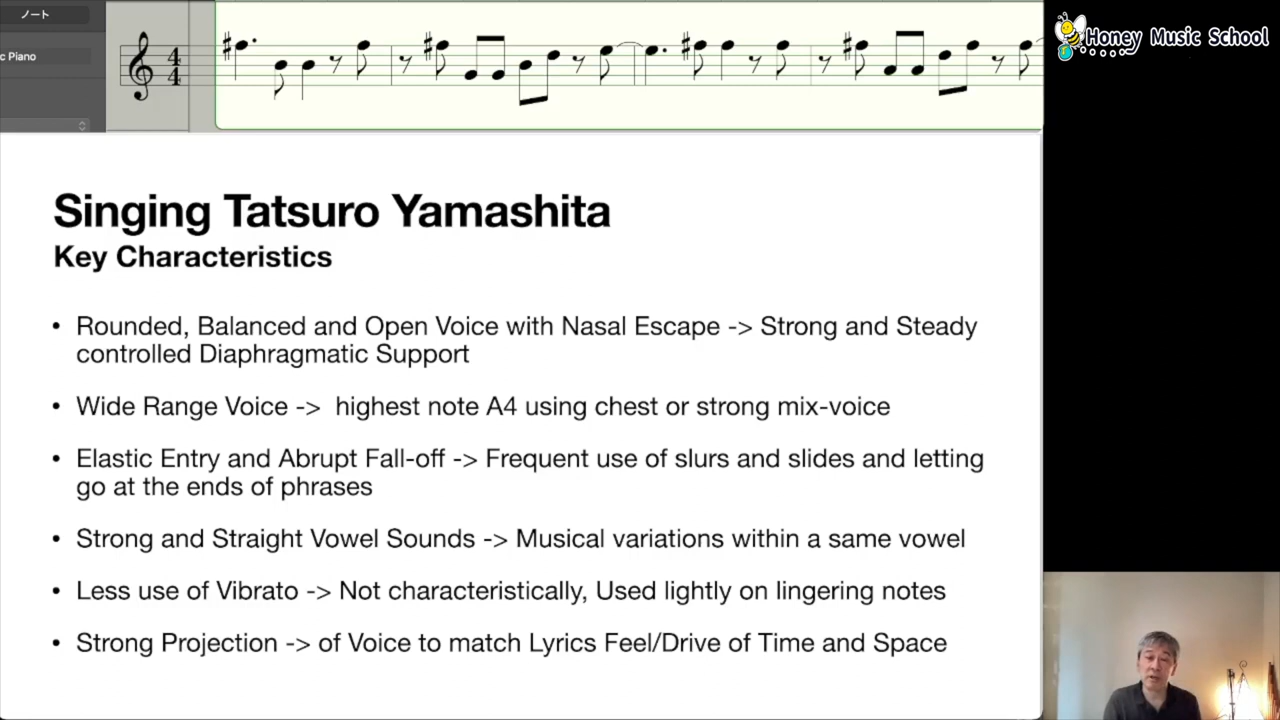 ノート
c Piano
Honey Music School
Singing Tatsuro Yamashita
Key Characteristics
• Rounded, Balanced and Open Voice with Nasal Escape -> Strong and Steady
controlled Diaphragmatic Support
• Wide Range Voice -> highest note A4 using chest or strong mix-voice
• Elastic Entry and Abrupt Fall-off -> Frequent use of slurs and slides and letting
go at the ends of phrases
• Strong and Straight Vowel Sounds -> Musical variations within a same vowel
• Less use of Vibrato -> Not characteristically, Used lightly on lingering notes
• Strong Projection -> of Voice to match Lyrics Feel/Drive of Time and Space